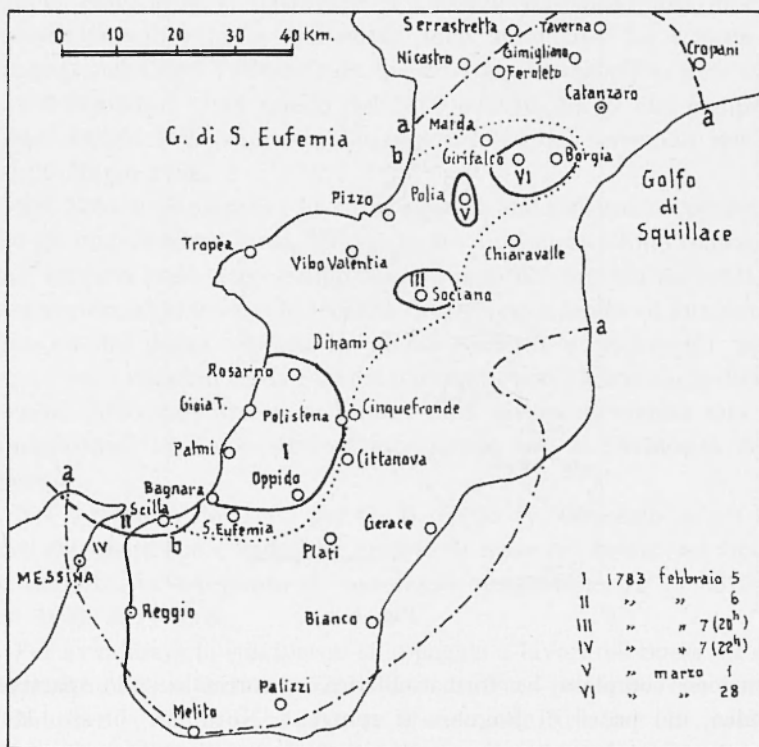 0 10 20 30 40 Km.
Serrastretta
Taverna
Gimigliano
Nicastro
Feroleto
Cropani
Catanzaro
a
a
G. di S. Eufemia
Maida
b
Girifalco
Borgia
VI
Golfo
di
Squillace
Polia
V
Pizzo
Tropea
Vibo Valentia
Chiaravalle
III
Sociano
a
Dinami
Rosarno
Gioia T.
Polistena
Cinquefronde
Palmi
I
Cittanova
a
Bagnara
Oppido
Scilla
II
S. Eufemia
b
Gerace
Plati
MESSINA
Reggio
Bianco
Palizzi
Melito
I 1783 febbraio 5
II " " 6
III " " 7 (20h)
IV " 7 (22h)
V marzo 1
VI " 28